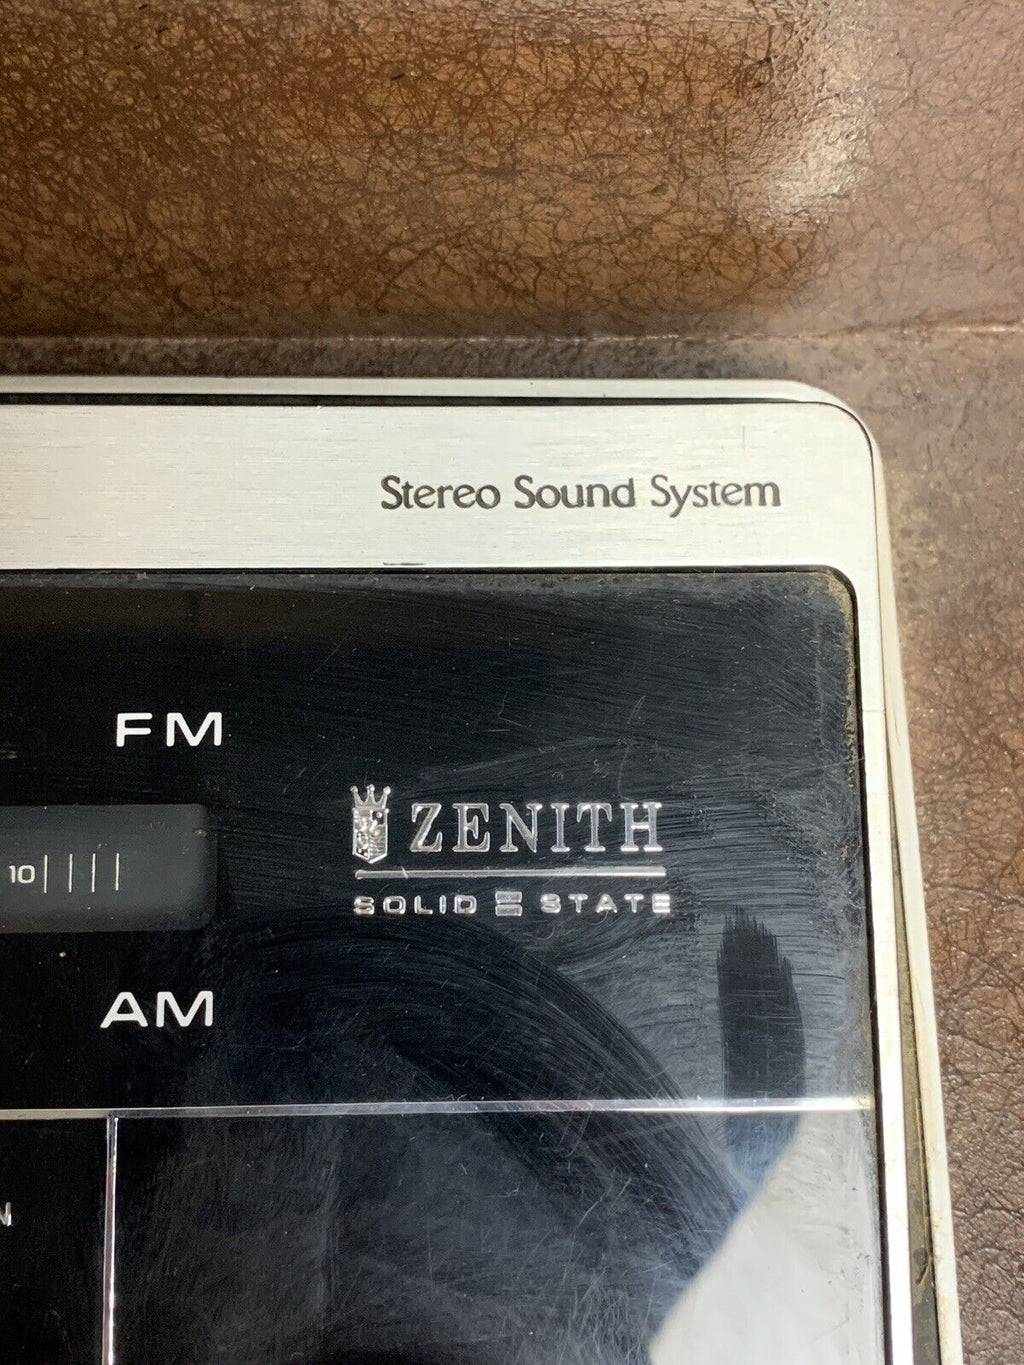 Stereo Sound System
FM
ZENITH
10
SOLID STATE
AM
N